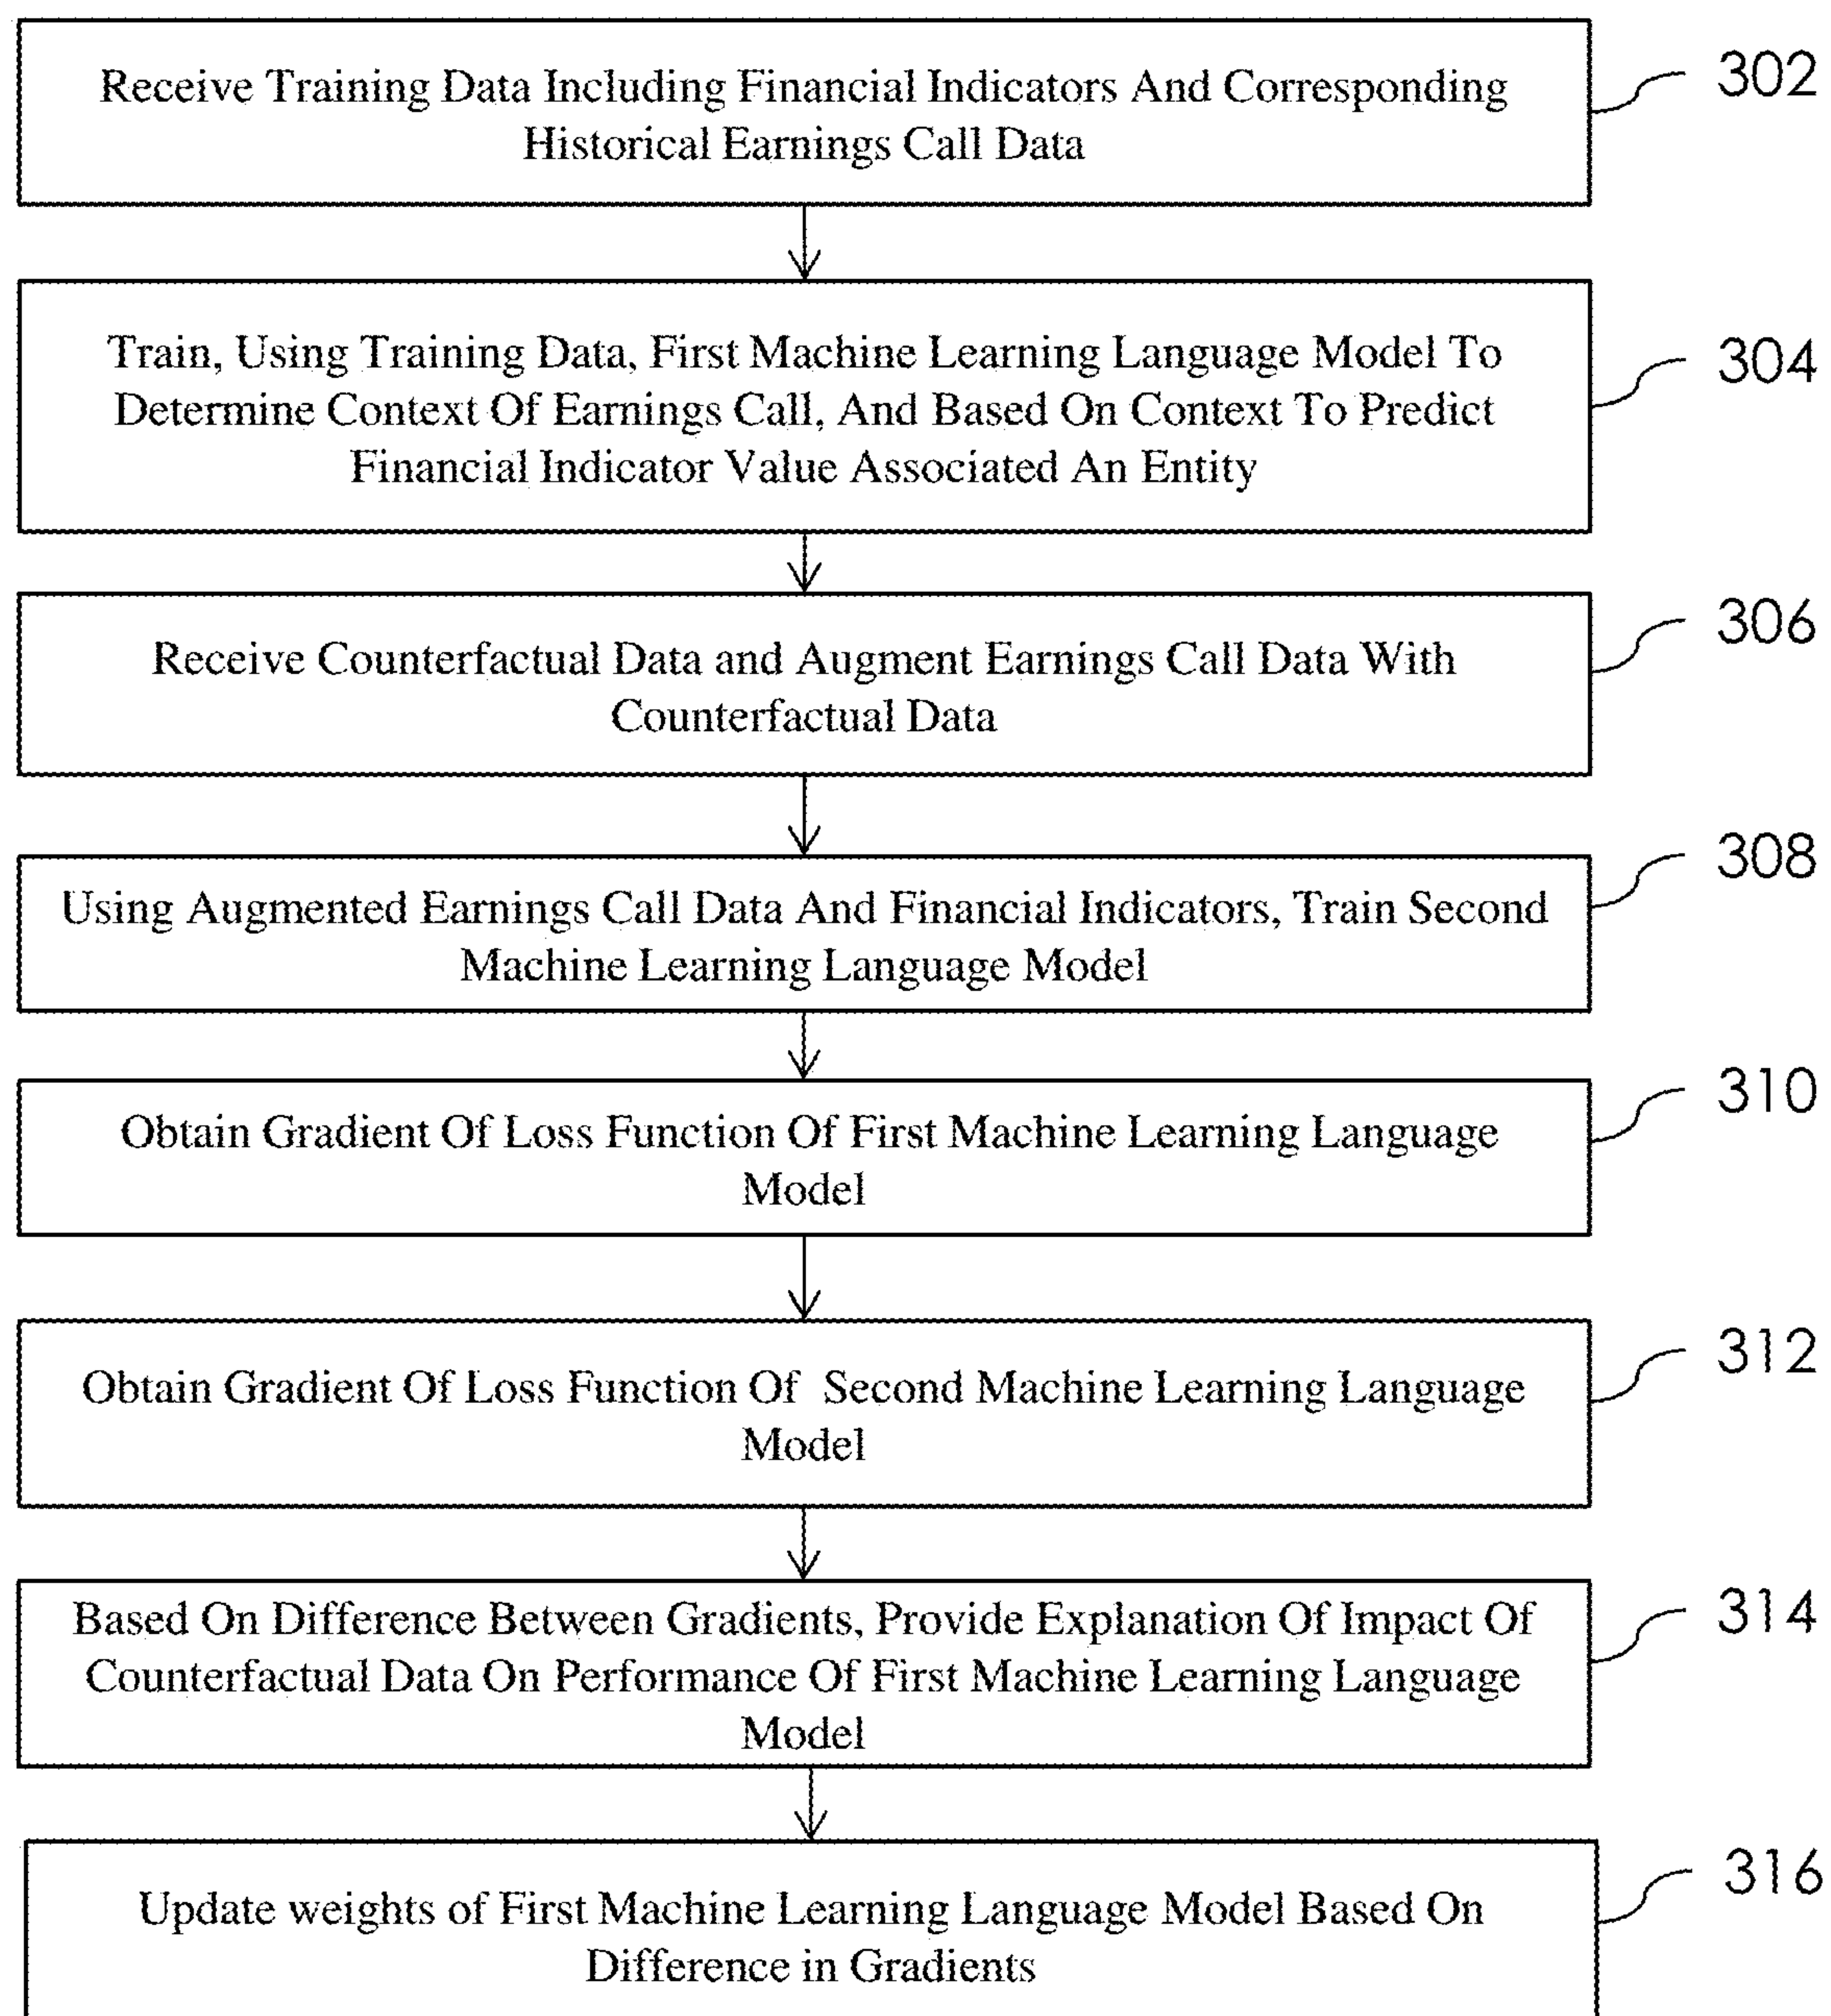 Receive Training Data Including Financial Indicators And Corresponding
Historical Earnings Call Data
302
Train, Using Training Data, First Machine Learning Language Model To
Determine Context Of Earnings Call, And Based On Context To Predict
Financial Indicator Value Associated An Entity
304
Receive Counterfactual Data and Augment Earnings Call Data With
Counterfactual Data
306
Using Augmented Earnings Call Data And Financial Indicators, Train Second
Machine Learning Language Model
308
Obtain Gradient Of Loss Function Of First Machine Learning Language
Model
310
Obtain Gradient Of Loss Function Of Second Machine Learning Language
Model
312
Based On Difference Between Gradients, Provide Explanation Of Impact Of
Counterfactual Data On Performance Of First Machine Learning Language
Model
314
Update weights of First Machine Learning Language Model Based On
Difference in Gradients
316